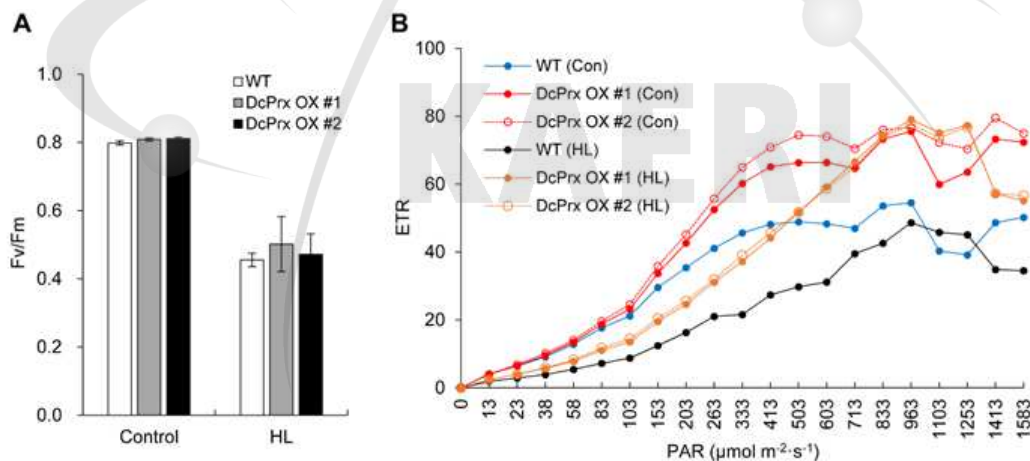 A
B
1.0
0.8
0.6
0.4
0.2
0.0
Fv/Fm
WT
DcPrx OX #1
DcPrx OX #2
Control
HL
100
80
60
40
20
0
ETR
WT (Con)
DcPrx OX #1 (Con)
DcPrx OX #2 (Con)
WT (HL)
DcPrx OX #1 (HL)
DcPrx OX #2 (HL)
KAERI
0 13 23 38 58 83 103 153 203 263 333 413 503 603 713 833 963 1103 1253 1413 1583
PAR (μmol m⁻²·s⁻¹)